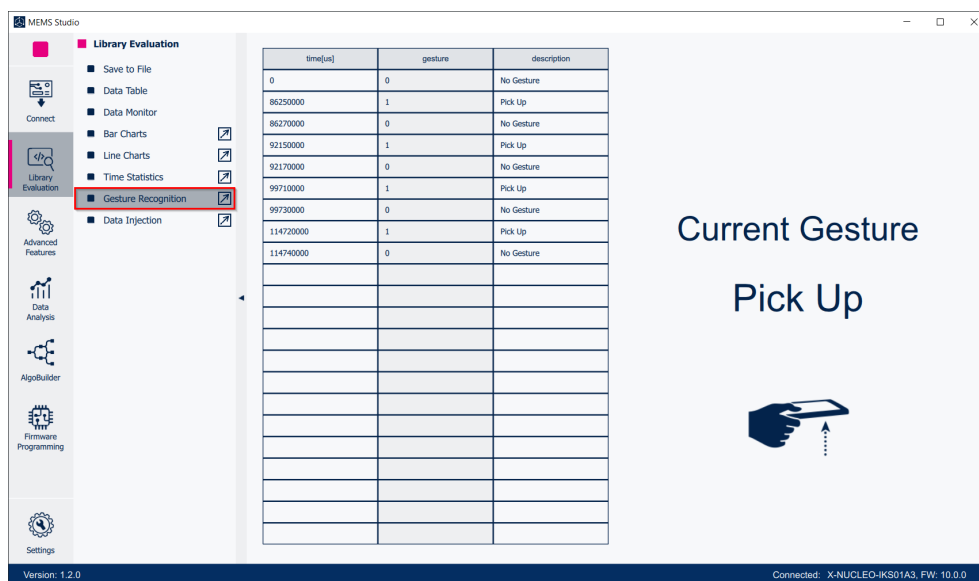 MEMS Studio
Connect
Library
Evaluation
Advanced
Features
Data
Analysis
AlgoBuilder
Firmware
Programming
Settings
Library Evaluation
Save to File
Data Table
Data Monitor
Bar Charts
Line Charts
Time Statistics
Gesture Recognition
Data Injection
time[us] gesture description
0 0 No Gesture
86250000 1 Pick Up
86270000 0 No Gesture
92150000 1 Pick Up
92170000 0 No Gesture
99710000 1 Pick Up
99730000 0 No Gesture
114720000 1 Pick Up
114740000 0 No Gesture
Current Gesture
Pick Up
Version: 1.2.0
Connected: X-NUCLEO-IKS01A3, FW: 10.0.0